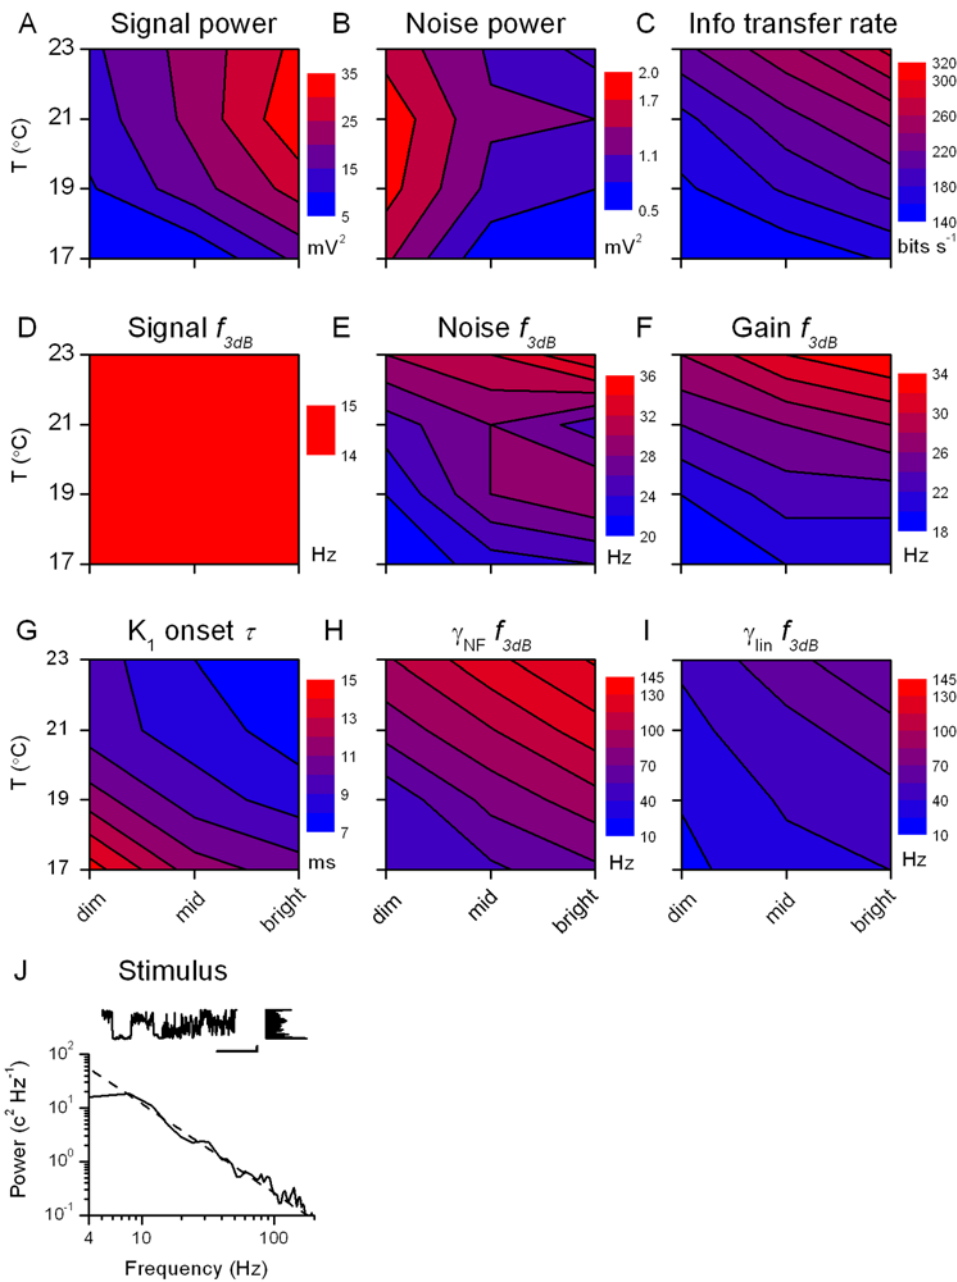 A Signal power B Noise power C Info transfer rate
T (°C) 23 21 19 17
35 25 15 5 mV²
2.0 1.7 1.1 0.5 mV²
320 300 260 220 180 140 bits s⁻¹
D Signal f3dB E Noise f3dB F Gain f3dB
T (°C) 23 21 19 17
15 14 Hz
36 32 28 24 20 Hz
34 30 26 22 18 Hz
G K₁ onset τ H γNF f3dB I γlin f3dB
T (°C) 23 21 19 17
15 13 11 9 7 ms
145 130 100 70 40 10 Hz
145 130 100 70 40 10 Hz
dim mid bright dim mid bright dim mid bright
J Stimulus
Power (c² Hz⁻¹)
10²
10¹
10⁰
10⁻¹
4 10 100
Frequency (Hz)